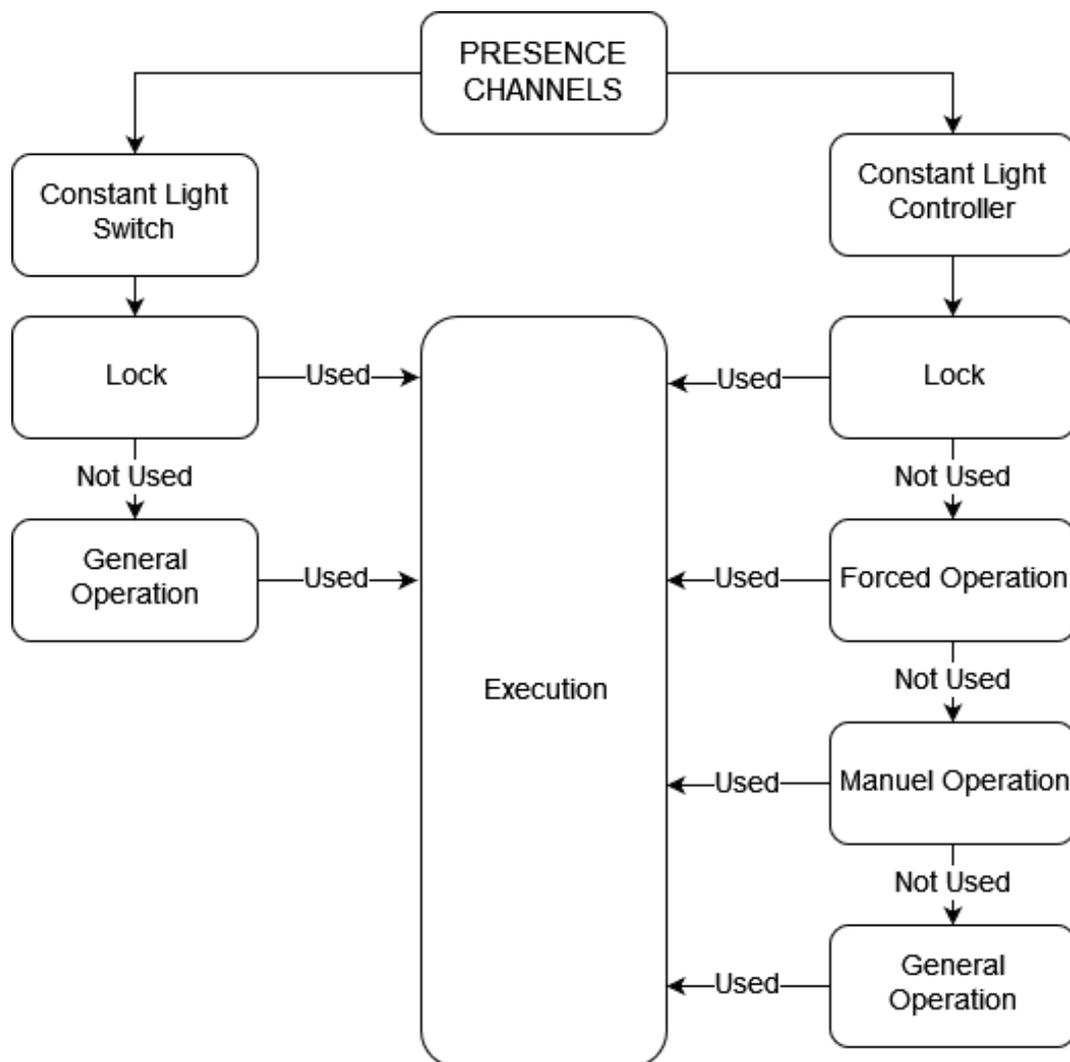 PRESENCE
CHANNELS
Constant Light
Switch
Constant Light
Controller
Lock
Used
Used
Lock
Not Used
Not Used
General
Operation
Used
Used
Forced Operation
Not Used
Execution
Used
Manuel Operation
Not Used
Used
General
Operation